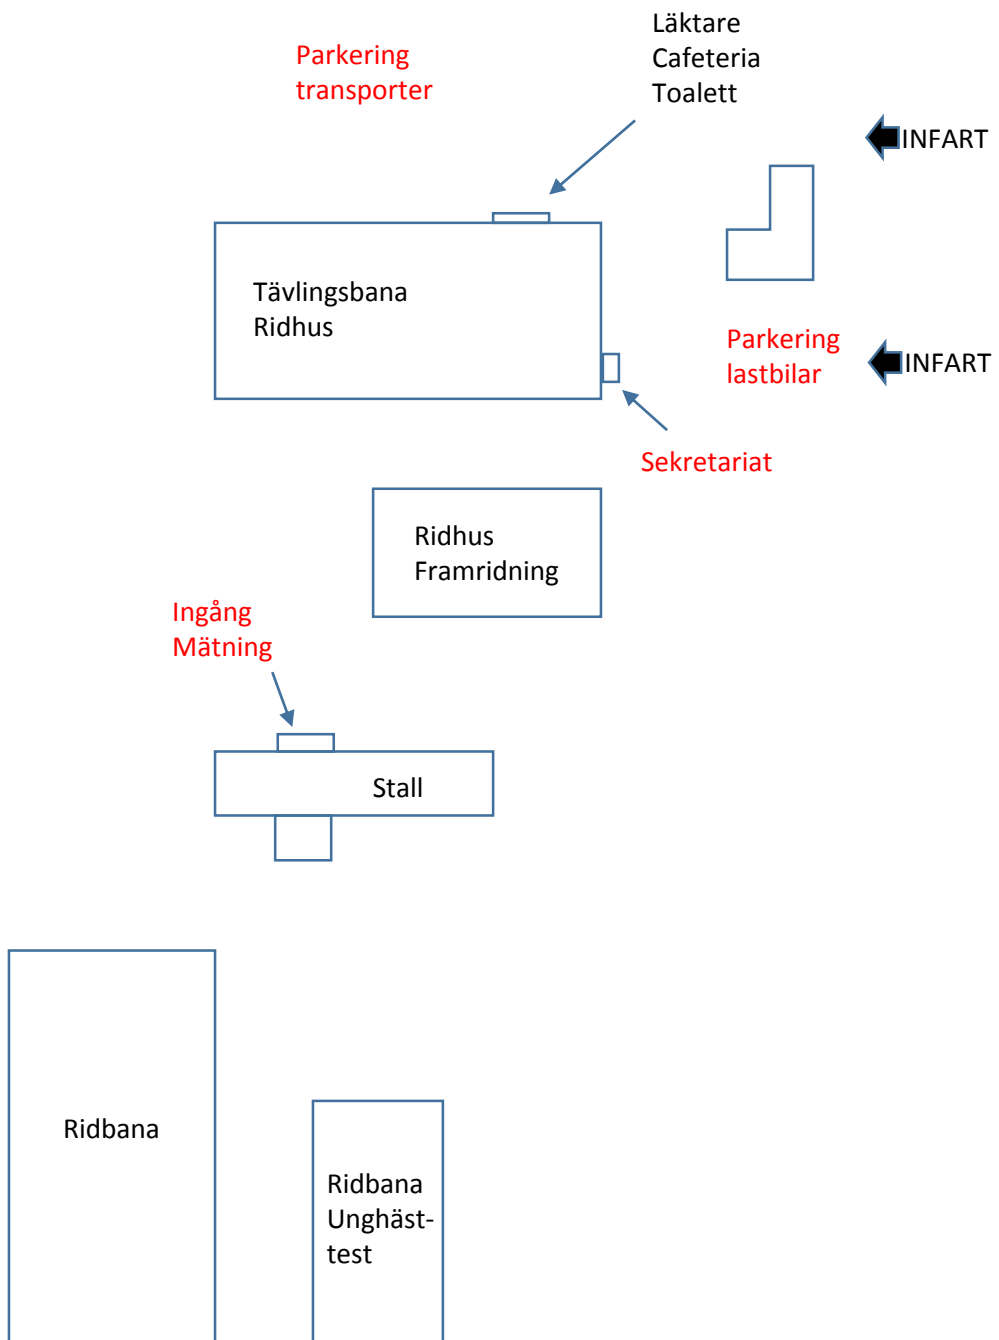 Parkering
transporter
Läktare
Cafeteria
Toalett
INFART
Tävlingsbana
Ridhus
Parkering
lastbilar
INFART
Sekretariat
Ridhus
Framridning
Ingång
Mätning
Stall
Ridbana
Ridbana
Unghäst-
test